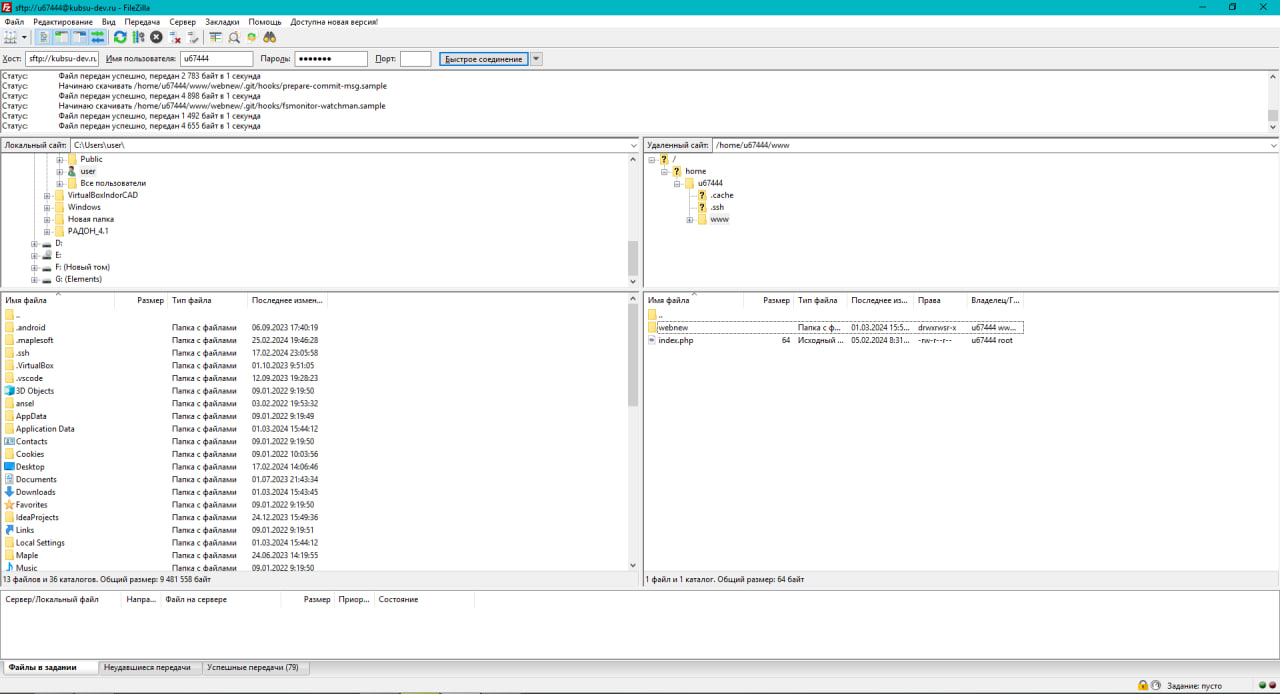 sftp://u67444@kubsu-dev.ru - FileZilla
Файл Редактирование Вид Передача Сервер Закладки Помощь Доступна новая версия!
Хост: sftp://kubsu-dev.ru Имя пользователя: u67444 Пароль: ●●●●●●● Порт: Быстрое соединение
Статус: Файл передан успешно, передан 2 783 байт в 1 секунда
Статус: Начинаю скачивать /home/u67444/www/webnew/.git/hooks/prepare-commit-msg.sample
Статус: Файл передан успешно, передан 4 898 байт в 1 секунда
Статус: Начинаю скачивать /home/u67444/www/webnew/.git/hooks/fsmonitor-watchman.sample
Статус: Файл передан успешно, передан 1 492 байт в 1 секунда
Статус: Файл передан успешно, передан 4 655 байт в 1 секунда
Локальный сайт: C:\Users\user\
Public
user
Все пользователи
VirtualBoxIndorCAD
Windows
Новая папка
РАДОН_4.1
D:
E:
F: (Новый том)
G: (Elements)
Удаленный сайт: /home/u67444/www
/
home
u67444
.cache
.ssh
www
Имя файла Размер Тип файла Последнее измен...
..
.android Папка с файлами 06.09.2023 17:40:19
.maplesoft Папка с файлами 25.02.2024 19:46:28
.ssh Папка с файлами 17.02.2024 23:05:58
.VirtualBox Папка с файлами 01.10.2023 9:51:05
.vscode Папка с файлами 12.09.2023 19:28:23
3D Objects Папка с файлами 09.01.2022 9:19:50
ansel Папка с файлами 03.02.2022 19:53:32
AppData Папка с файлами 09.01.2022 9:19:49
Application Data Папка с файлами 01.03.2024 15:44:12
Contacts Папка с файлами 09.01.2022 9:19:50
Cookies Папка с файлами 09.01.2022 10:03:56
Desktop Папка с файлами 17.02.2024 14:06:46
Documents Папка с файлами 01.07.2023 21:43:34
Downloads Папка с файлами 01.03.2024 15:43:45
Favorites Папка с файлами 09.01.2022 9:19:50
IdeaProjects Папка с файлами 24.12.2023 15:49:36
Links Папка с файлами 09.01.2022 9:19:51
Local Settings Папка с файлами 01.03.2024 15:44:12
Maple Папка с файлами 24.06.2023 14:19:55
Music Папка с файлами 09.01.2022 9:19:50
13 файлов и 36 каталогов. Общий размер: 9 481 558 байт
Имя файла Размер Тип файла Последнее из... Права Владелец/Г...
..
webnew Папка с ф... 01.03.2024 15:5... drwxrwsr-x u67444 ww...
index.php 64 Исходный ... 05.02.2024 8:31... -rw-r--r-- u67444 root
1 файл и 1 каталог. Общий размер: 64 байт
Сервер/Локальный файл Напра... Файл на сервере Размер Приор... Состояние
Файлы в задании Неудавшиеся передачи Успешные передачи (79)
Задание: пусто